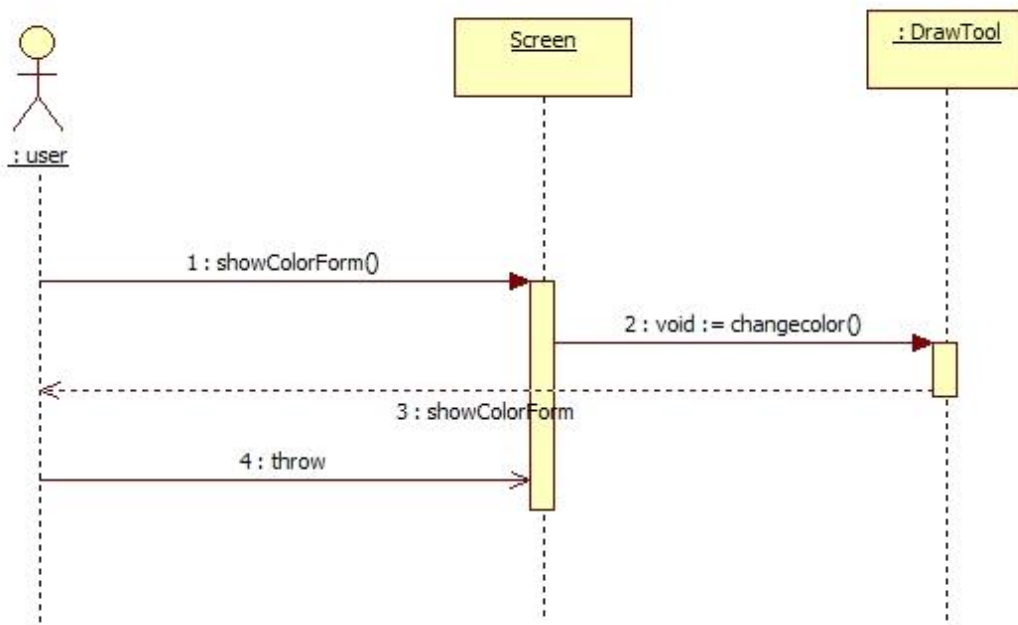 Screen
: DrawTool
: user
1 : showColorForm()
2 : void := changecolor()
3 : showColorForm
4 : throw